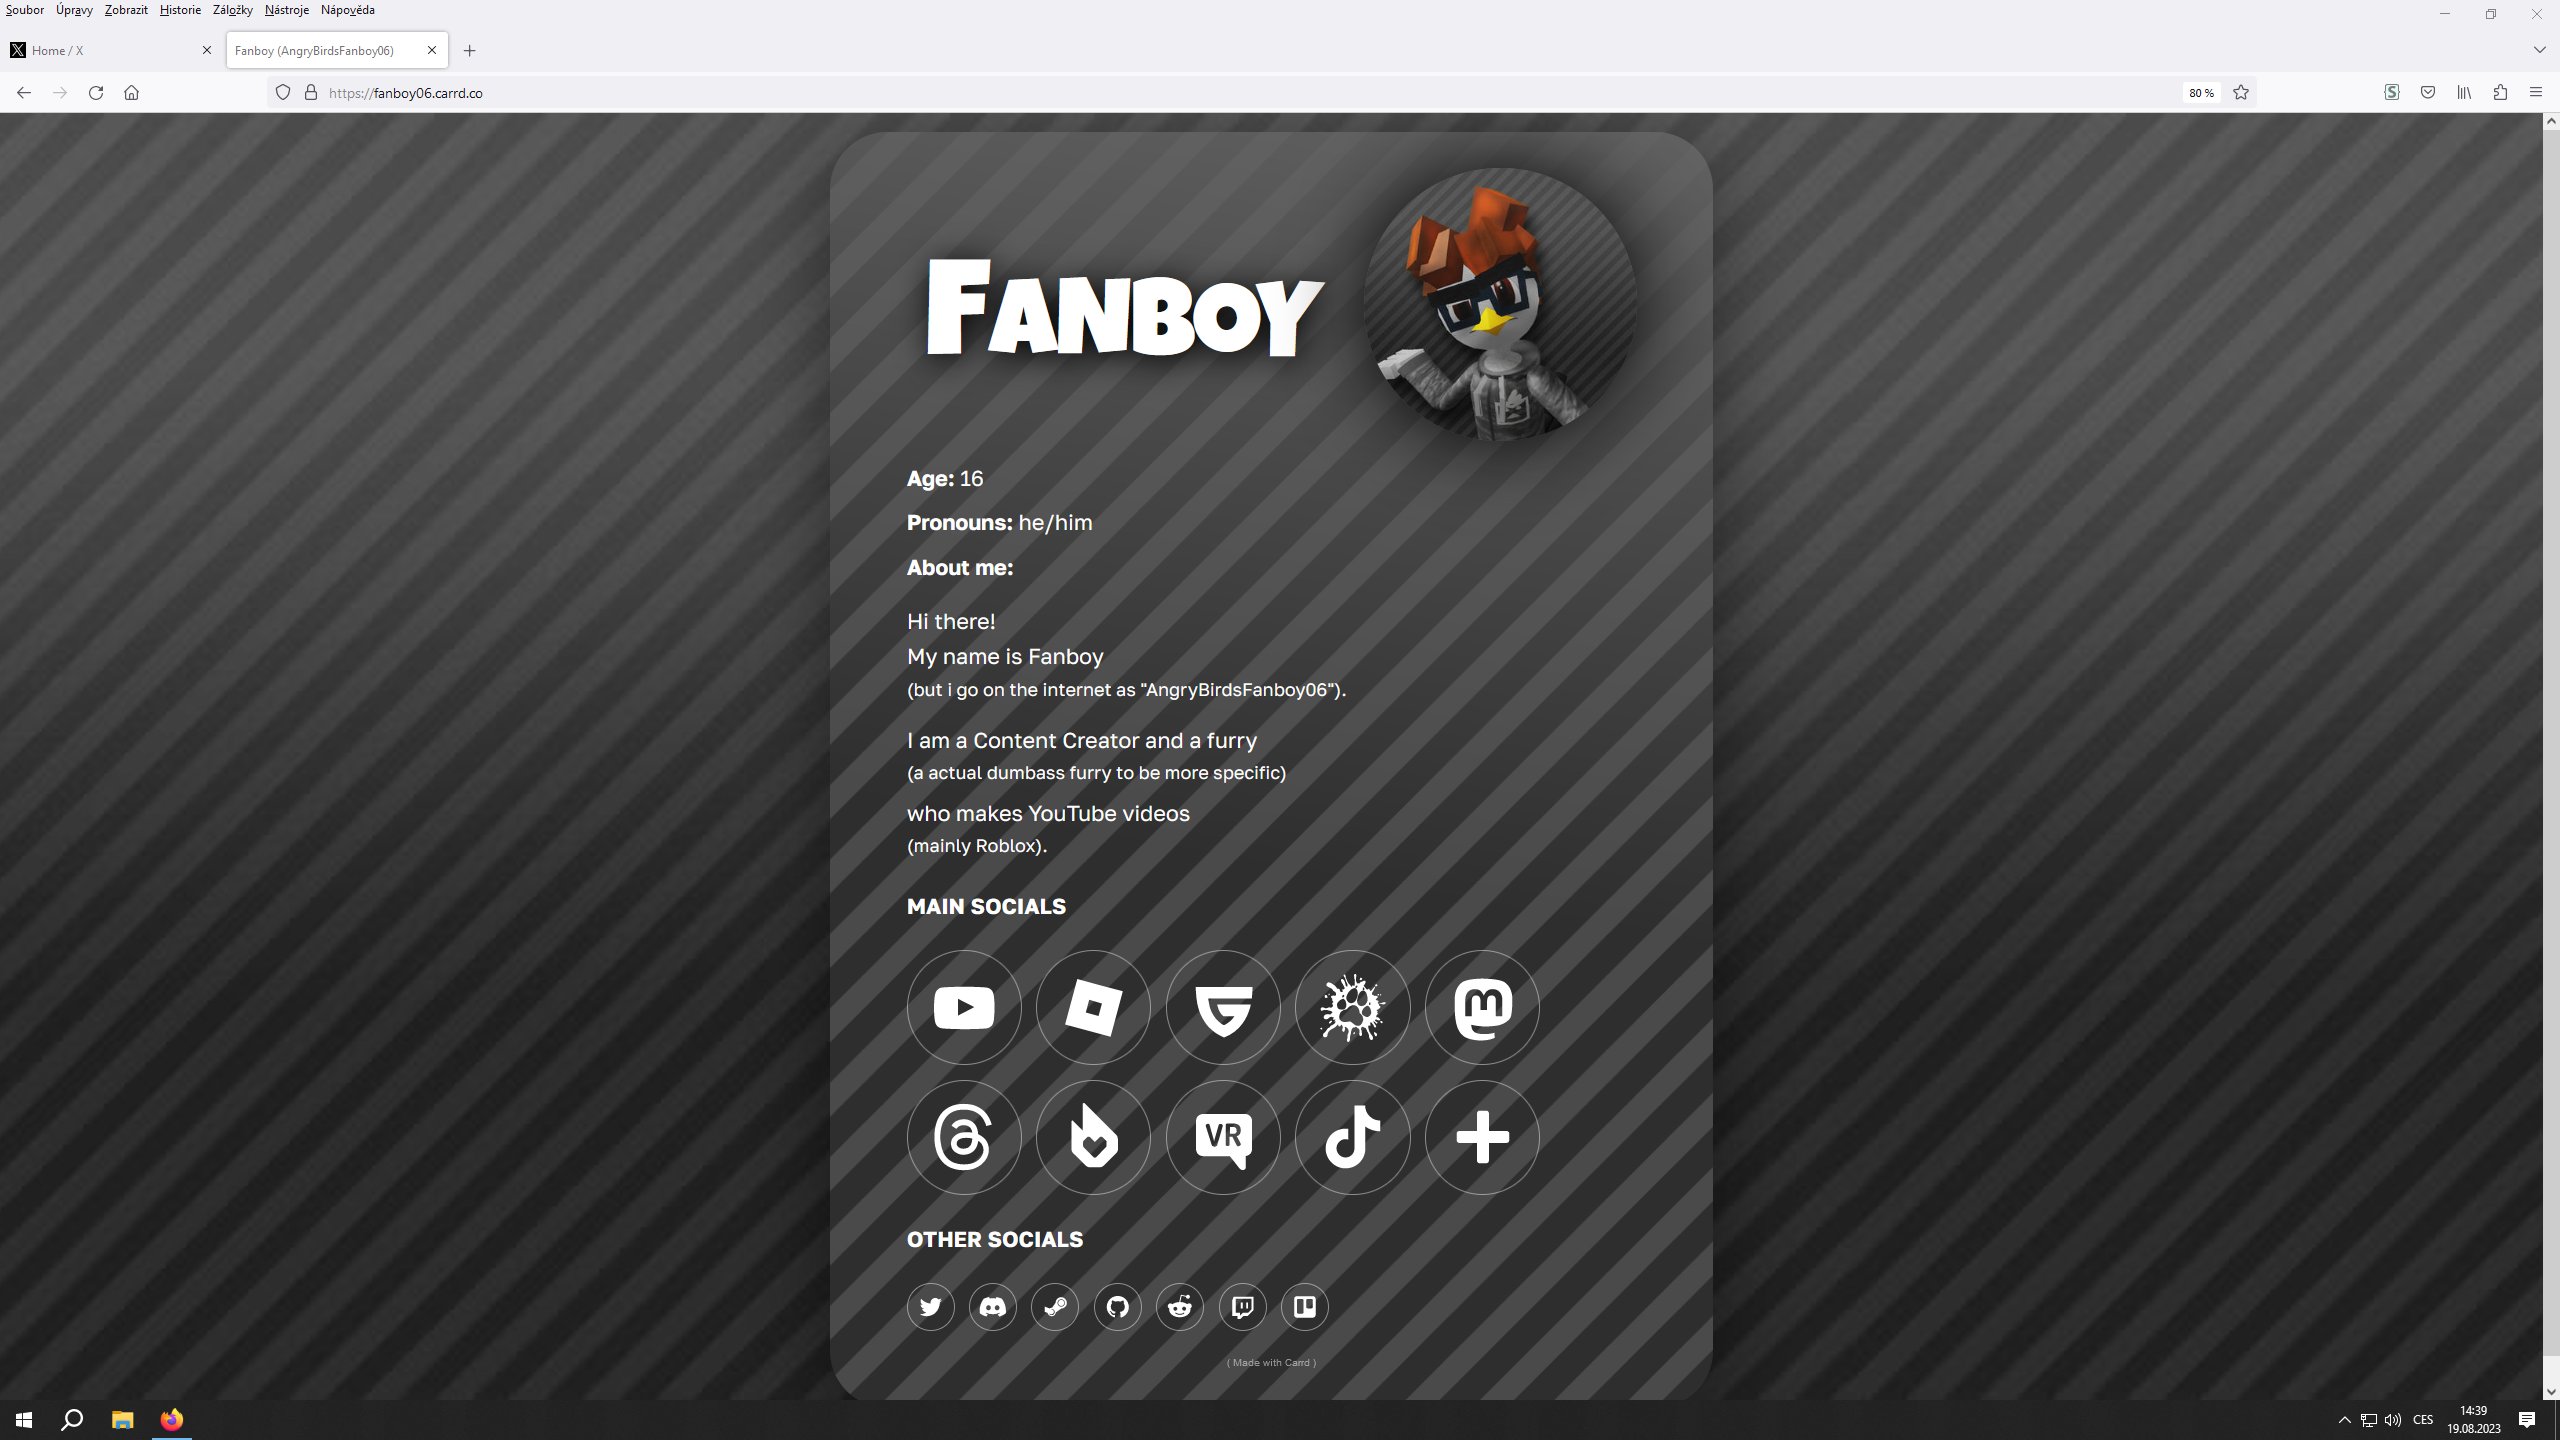 Soubor Úpravy Zobrazit Historie Záložky Nástroje Nápověda
Home / X
Fanboy (AngryBirdsFanboy06)
https://fanboy06.carrd.co
80 %
FANBOY
Age: 16
Pronouns: he/him
About me:
Hi there!
My name is Fanboy
(but i go on the internet as "AngryBirdsFanboy06").
I am a Content Creator and a furry
(a actual dumbass furry to be more specific)
who makes YouTube videos
(mainly Roblox).
MAIN SOCIALS
VR
OTHER SOCIALS
( Made with Carrd )
CES
14:39
19.08.2023